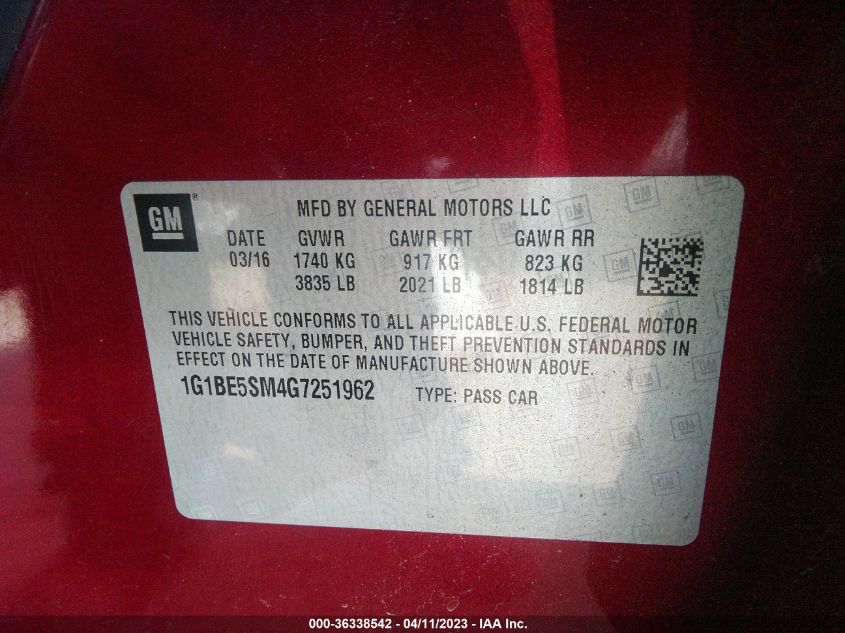 GM ®
MFD BY GENERAL MOTORS LLC
DATE GVWR GAWR FRT GAWR RR
03/16 1740 KG 917 KG 823 KG
3835 LB 2021 LB 1814 LB
THIS VEHICLE CONFORMS TO ALL APPLICABLE U.S. FEDERAL MOTOR
VEHICLE SAFETY, BUMPER, AND THEFT PREVENTION STANDARDS IN
EFFECT ON THE DATE OF MANUFACTURE SHOWN ABOVE.
1G1BE5SM4G7251962 TYPE: PASS CAR
000-36338542 - 04/11/2023 - IAA Inc.